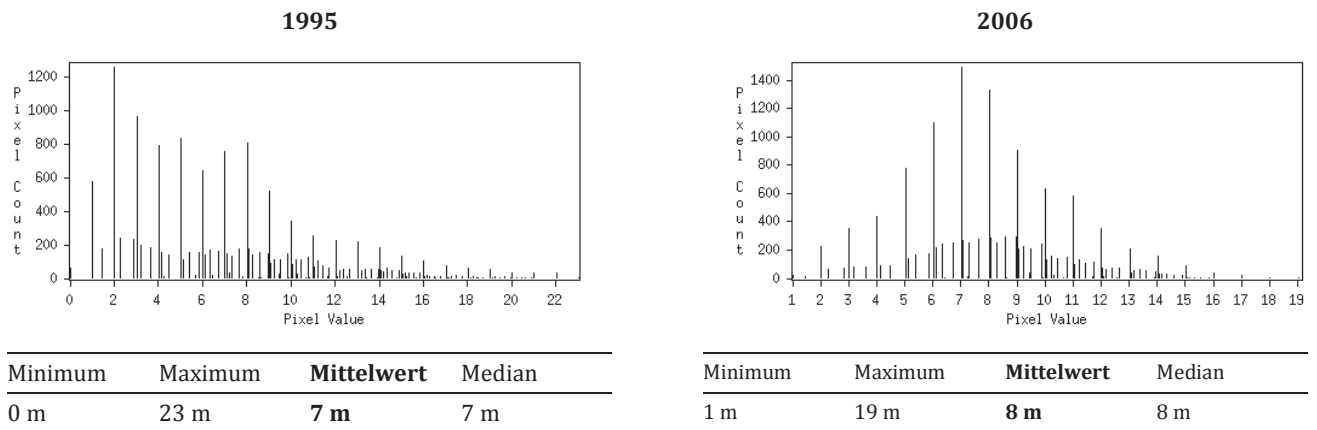 1995
1200
1000
800
600
400
200
0
Pixel Count
0 2 4 6 8 10 12 14 16 18 20 22
Pixel Value
Minimum Maximum Mittelwert Median
0 m 23 m 7 m 7 m
2006
1400
1200
1000
800
600
400
200
0
Pixel Count
1 2 3 4 5 6 7 8 9 10 11 12 13 14 15 16 17 18 19
Pixel Value
Minimum Maximum Mittelwert Median
1 m 19 m 8 m 8 m